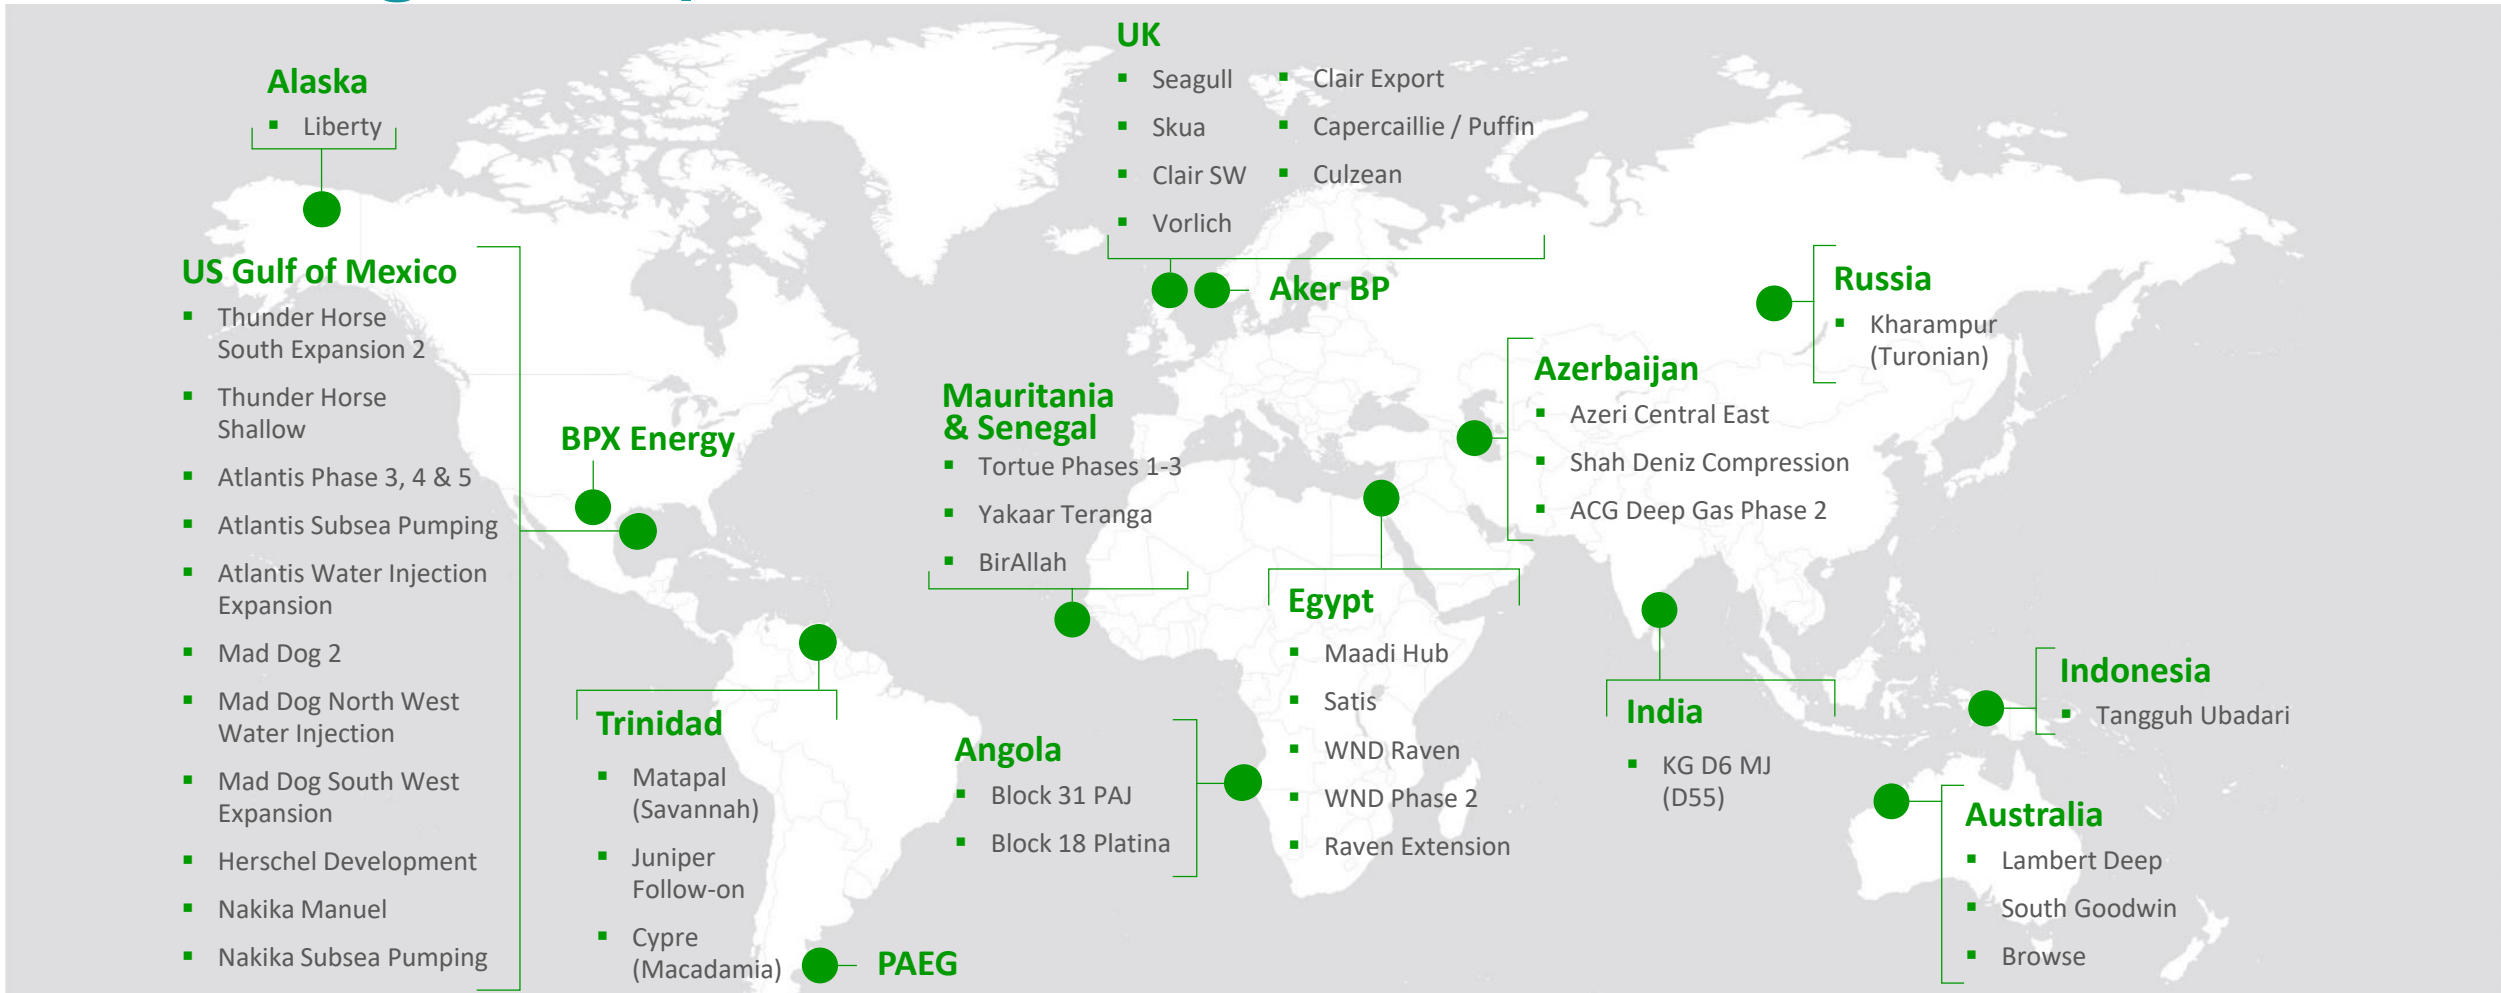 Alaska
Liberty
US Gulf of Mexico
Thunder Horse
South Expansion 2
Thunder Horse
Shallow
Atlantis Phase 3, 4 & 5
Atlantis Subsea Pumping
Atlantis Water Injection
Expansion
Mad Dog 2
Mad Dog North West
Water Injection
Mad Dog South West
Expansion
Herschel Development
Nakika Manuel
Nakika Subsea Pumping
BPX Energy
Trinidad
Matapal
(Savannah)
Juniper
Follow-on
Cypre
(Macadamia)
PAEG
UK
Seagull
Skua
Clair SW
Vorlich
Clair Export
Capercaillie / Puffin
Culzean
Aker BP
Mauritania
& Senegal
Tortue Phases 1-3
Yakaar Teranga
BirAllah
Angola
Block 31 PAJ
Block 18 Platina
Egypt
Maadi Hub
Satis
WND Raven
WND Phase 2
Raven Extension
Azerbaijan
Azeri Central East
Shah Deniz Compression
ACG Deep Gas Phase 2
Russia
Kharampur
(Turonian)
India
KG D6 MJ
(D55)
Indonesia
Tangguh Ubadari
Australia
Lambert Deep
South Goodwin
Browse